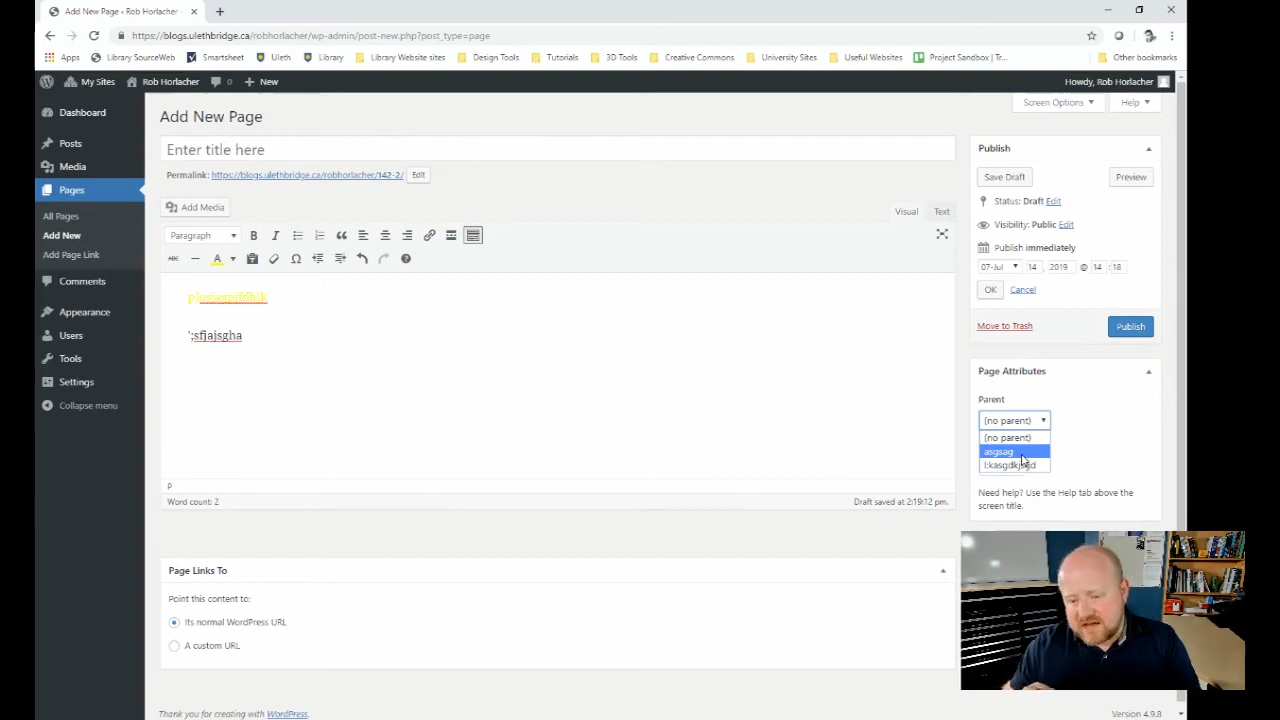 Add New Page ‹ Rob Horlacher
https://blogs.ulethbridge.ca/robhorlacher/wp-admin/post-new.php?post_type=page
Apps Library SourceWeb Smartsheet Uleth Library Library Website sites Design Tools Tutorials 3D Tools Creative Commons University Sites Useful Websites Project Sandbox | Tr... Other bookmarks
My Sites Rob Horlacher 0 New Howdy, Rob Horlacher
Screen Options Help
Dashboard
Posts
Media
Pages
All Pages
Add New
Add Page Link
Comments
Appearance
Users
Tools
Settings
Collapse menu
Add New Page
Enter title here
Permalink: https://blogs.ulethbridge.ca/robhorlacher/142-2/ Edit
Add Media
Visual Text
Paragraph
B I
ABC A
';sfjajsgha
P
Word count: 2 Draft saved at 2:19:12 pm.
Page Links To
Point this content to:
Its normal WordPress URL
A custom URL
Publish
Save Draft Preview
Status: Draft Edit
Visibility: Public Edit
Publish immediately
07-Jul 14 , 2019 @ 14 : 18
OK Cancel
Move to Trash Publish
Page Attributes
Parent
(no parent)
(no parent)
asgsag
Need help? Use the Help tab above the
screen title.
Thank you for creating with WordPress.
Version 4.9.8